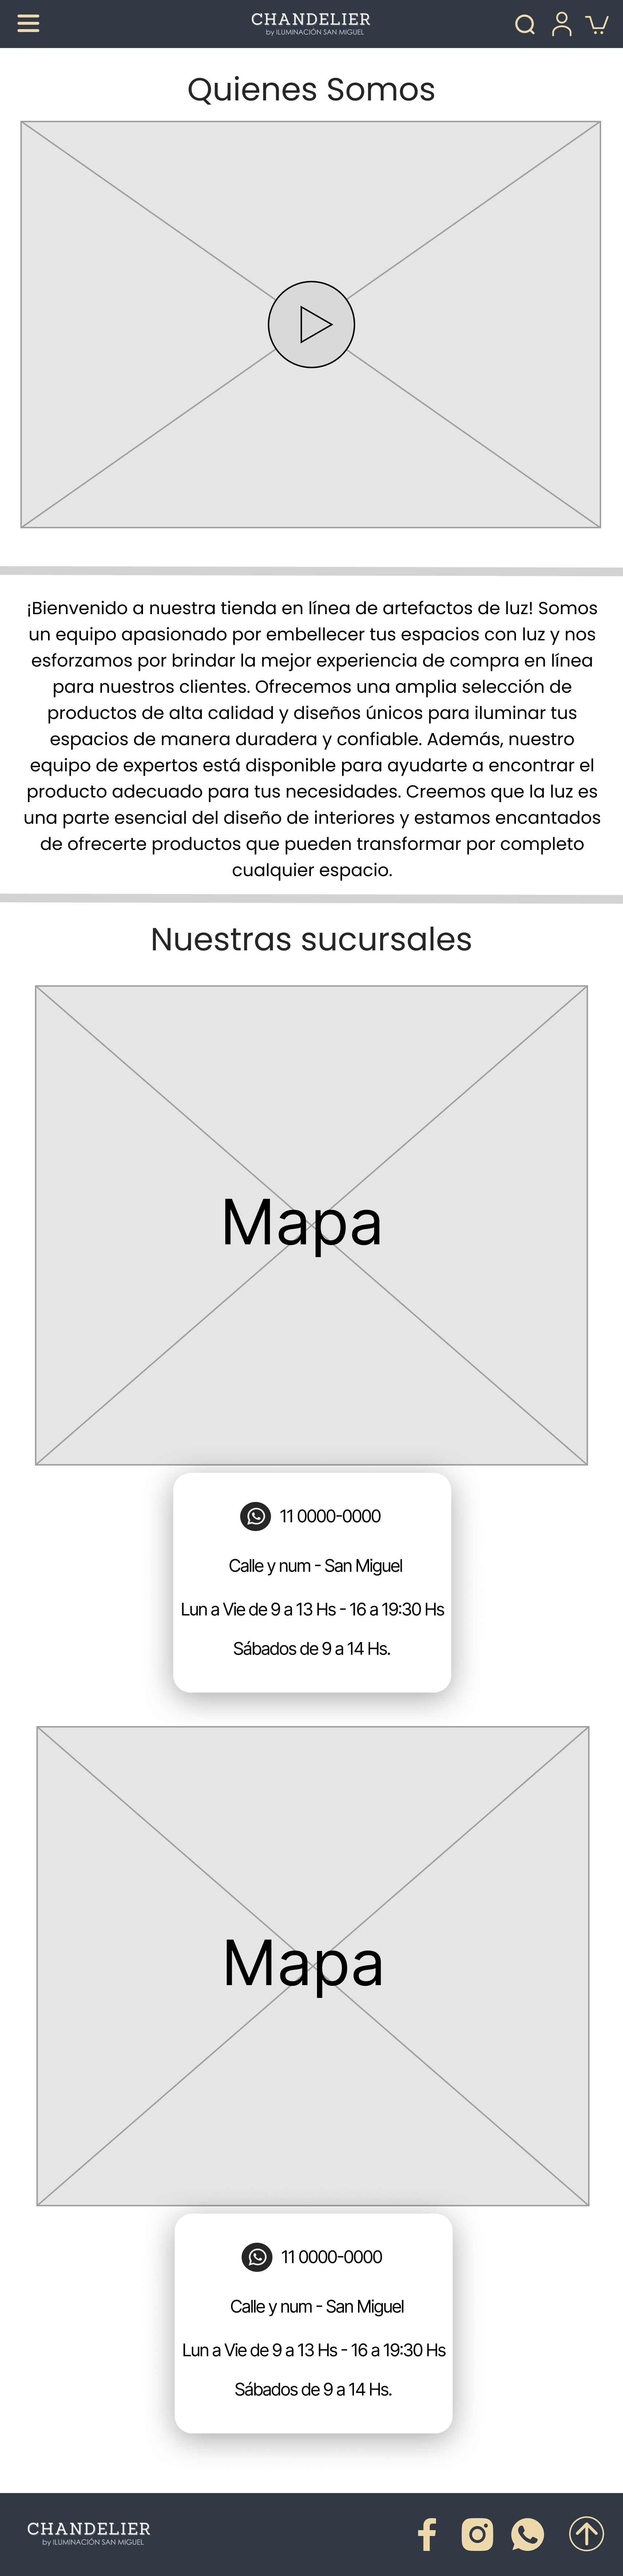 CHANDELIER
by ILUMINACIÓN SAN MIGUEL
Quienes Somos
¡Bienvenido a nuestra tienda en línea de artefactos de luz! Somos
un equipo apasionado por embellecer tus espacios con luz y nos
esforzamos por brindar la mejor experiencia de compra en línea
para nuestros clientes. Ofrecemos una amplia selección de
productos de alta calidad y diseños únicos para iluminar tus
espacios de manera duradera y confiable. Además, nuestro
equipo de expertos está disponible para ayudarte a encontrar el
producto adecuado para tus necesidades. Creemos que la luz es
una parte esencial del diseño de interiores y estamos encantados
de ofrecerte productos que pueden transformar por completo
cualquier espacio.
Nuestras sucursales
Mapa
11 0000-0000
Calle y num - San Miguel
Lun a Vie de 9 a 13 Hs - 16 a 19:30 Hs
Sábados de 9 a 14 Hs.
Mapa
11 0000-0000
Calle y num - San Miguel
Lun a Vie de 9 a 13 Hs - 16 a 19:30 Hs
Sábados de 9 a 14 Hs.
CHANDELIER
by ILUMINACIÓN SAN MIGUEL